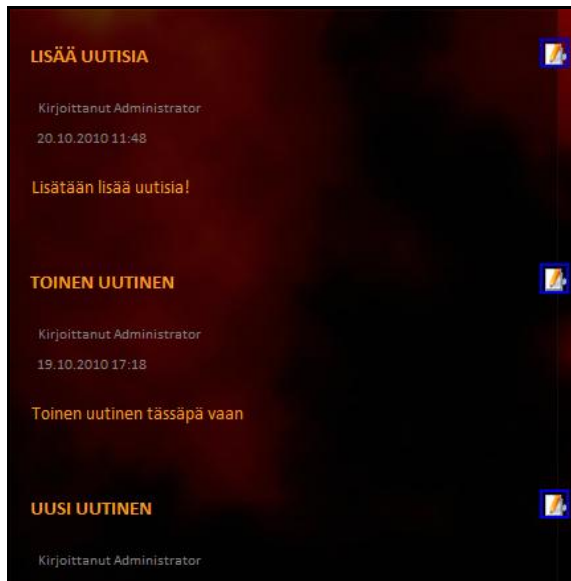 LISÄÄ UUTISIA
Kirjoittanut Administrator
20.10.2010 11:48
Lisätään lisää uutisia!
TOINEN UUTINEN
Kirjoittanut Administrator
19.10.2010 17:18
Toinen uutinen tässäpä vaan
UUSI UUTINEN
Kirjoittanut Administrator